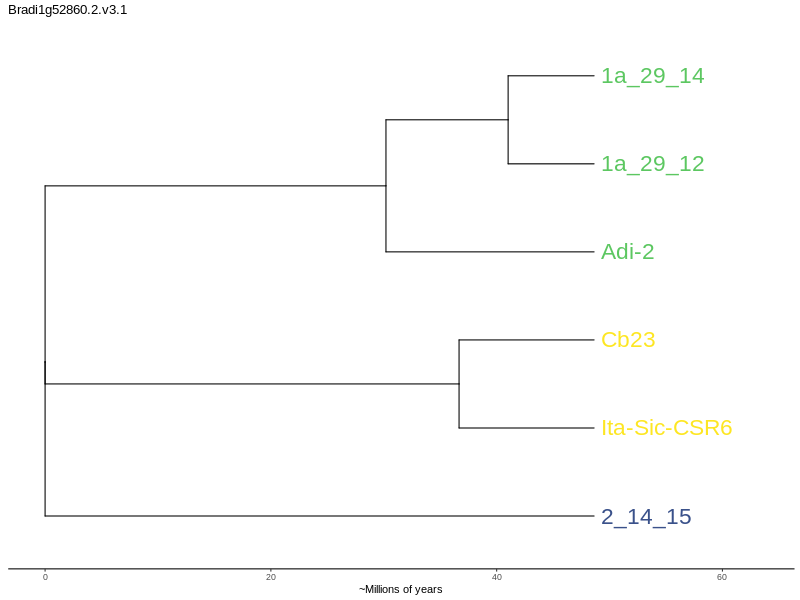 Bradi1g52860.2.v3.1
1a_29_14
1a_29_12
Adi-2
Cb23
Ita-Sic-CSR6
2_14_15
0 20 40 60
~Millions of years